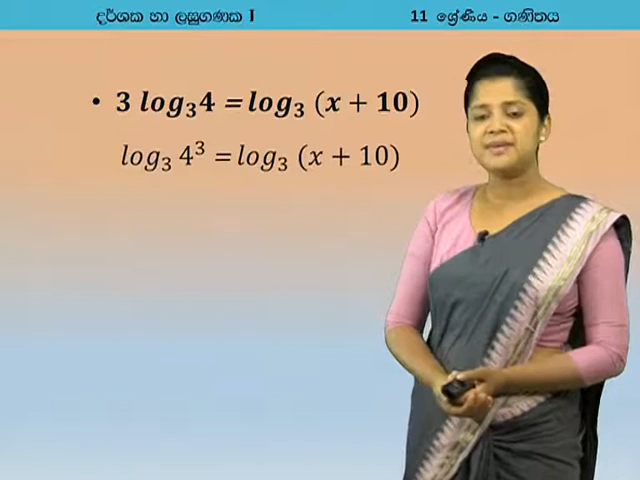 දර්ශක හා ලඝුගණක I
11 ශ්‍රේණිය - ගණිතය
• 3 log₃4 = log₃ (x + 10)
log₃ 4³ = log₃ (x + 10)